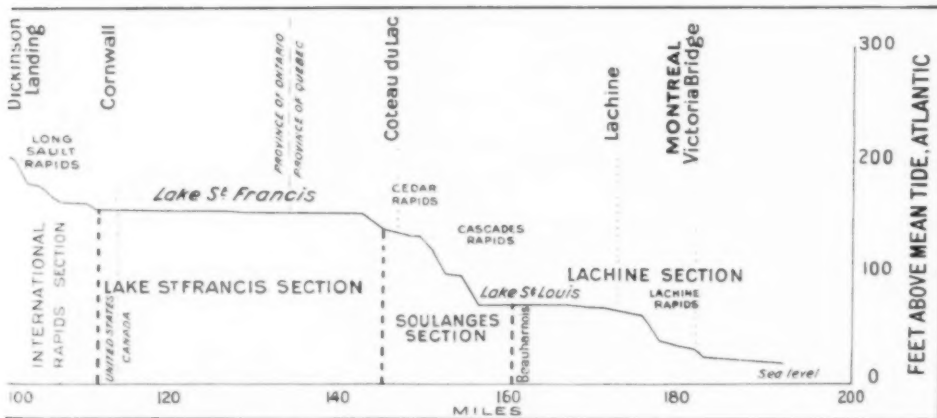 Dickinson
Landing
Cornwall
PROVINCE OF ONTARIO
PROVINCE OF QUEBEC
Coteau du Lac
Lachine
MONTREAL
Victoria Bridge
300
LONG
SAULT
RAPIDS
200
Lake St Francis
CEDAR
RAPIDS
CASCADES
RAPIDS
INTERNATIONAL
RAPIDS SECTION
UNITED STATES
CANADA
LAKE ST FRANCIS SECTION
LACHINE SECTION
100
Lake St Louis
LACHINE
RAPIDS
SOULANGES
SECTION
Beauharnois
Sea level
0
100
120
140
160
180
200
MILES
FEET ABOVE MEAN TIDE, ATLANTIC